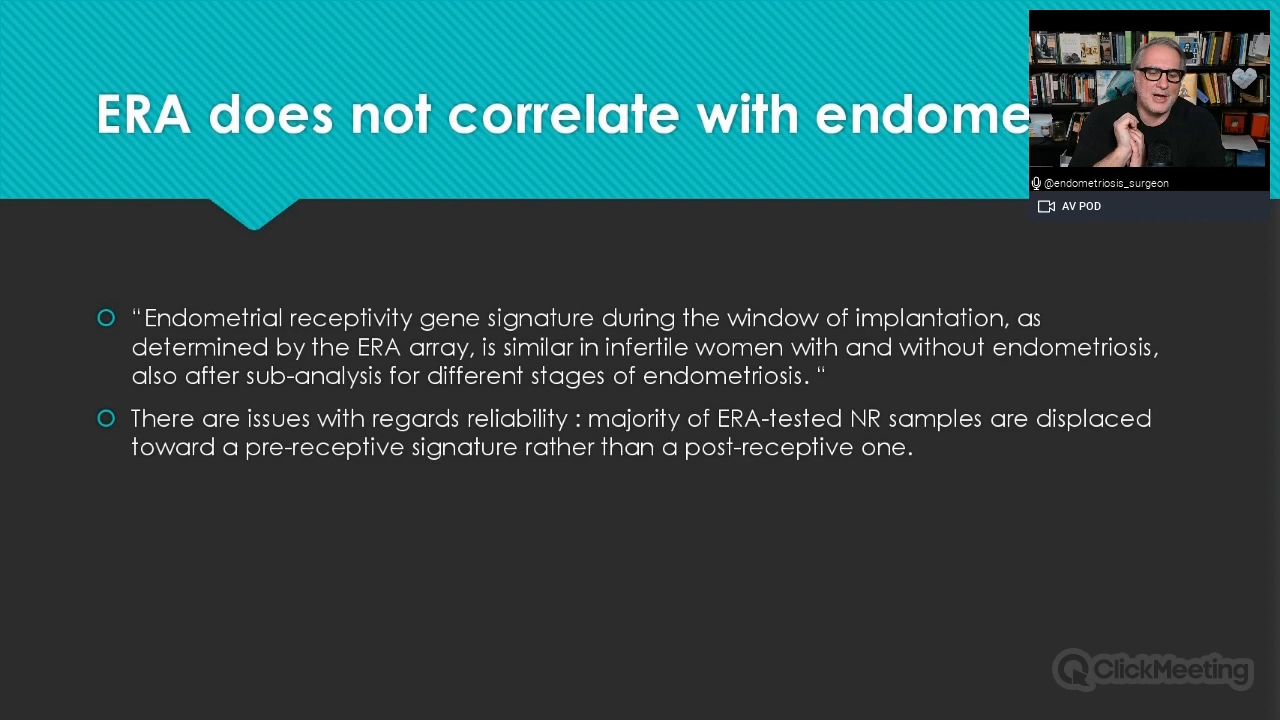 ERA does not correlate with
@endometriosis_surgeon
AV POD
“Endometrial receptivity gene signature during the window of implantation, as
determined by the ERA array, is similar in infertile women with and without endometriosis,
also after sub-analysis for different stages of endometriosis. “
There are issues with regards reliability : majority of ERA-tested NR samples are displaced
toward a pre-receptive signature rather than a post-receptive one.
ClickMeeting